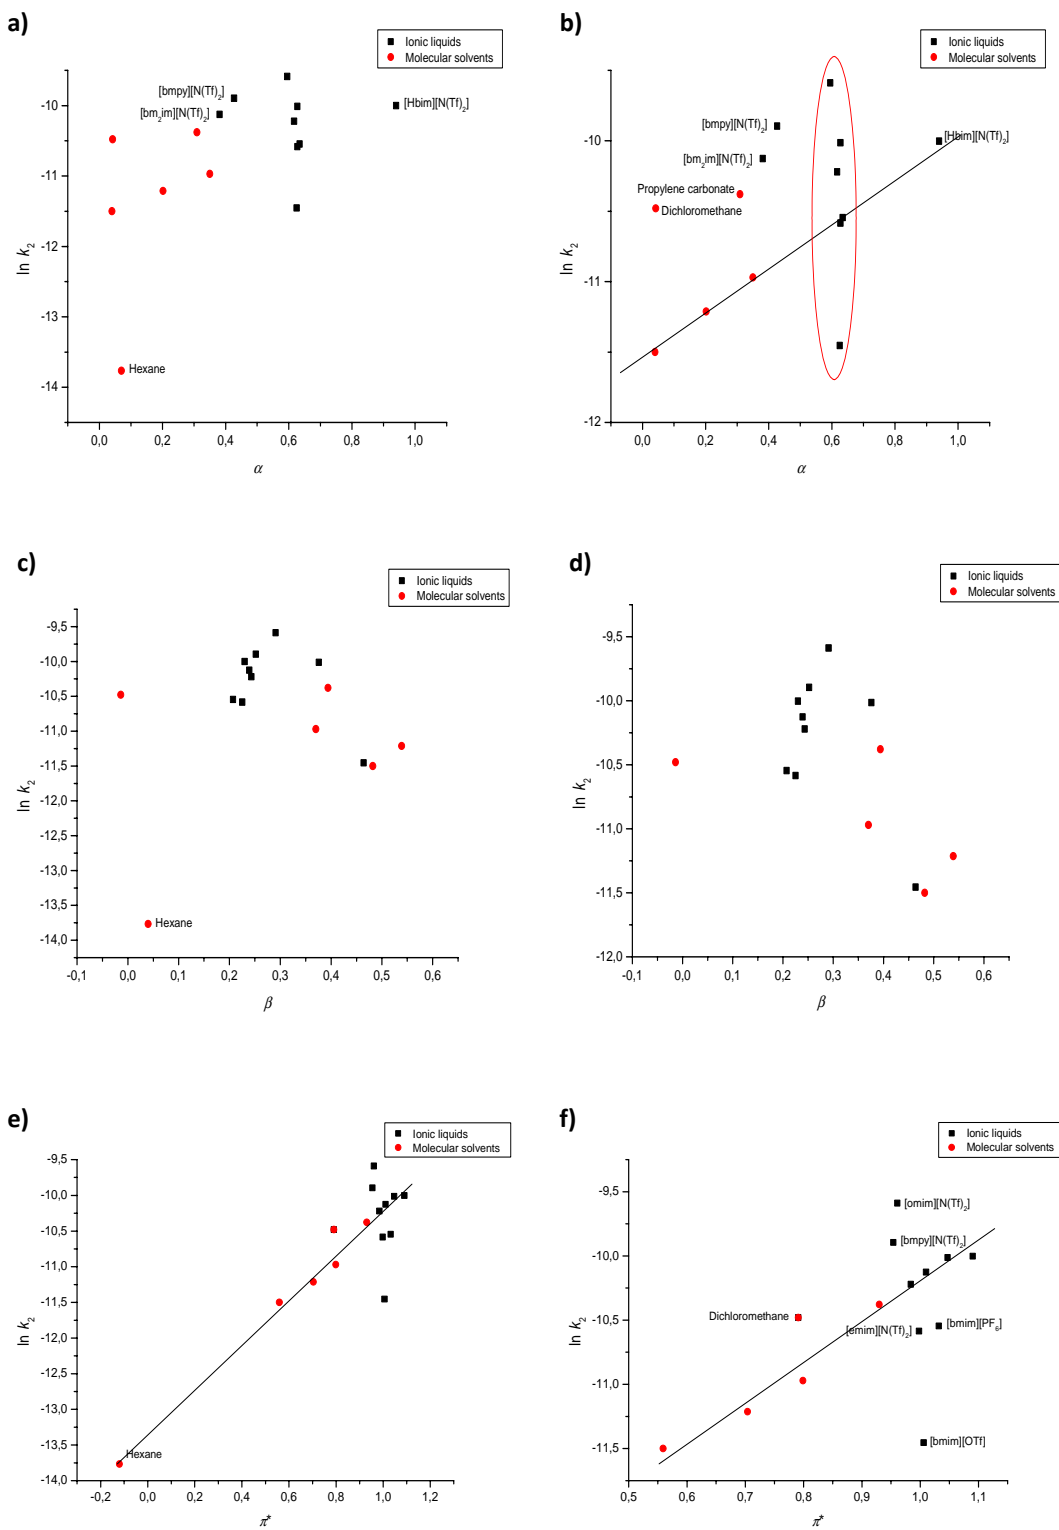 a)
Ionic liquids
Molecular solvents
[bmpy][N(Tf)₂]
[bm₂im][N(Tf)₂]
[Hbim][N(Tf)₂]
Hexane
-10
-11
-12
-13
-14
ln k₂
0,0 0,2 0,4 0,6 0,8 1,0
α
b)
Ionic liquids
Molecular solvents
[bmpy][N(Tf)₂]
[Hbim][N(Tf)₂]
[bm₂im][N(Tf)₂]
Propylene carbonate
Dichloromethane
-10
-11
-12
ln k₂
0,0 0,2 0,4 0,6 0,8 1,0
α
c)
Ionic liquids
Molecular solvents
Hexane
-9,5
-10,0
-10,5
-11,0
-11,5
-12,0
-12,5
-13,0
-13,5
-14,0
ln k₂
-0,1 0,0 0,1 0,2 0,3 0,4 0,5 0,6
β
d)
Ionic liquids
Molecular solvents
-9,5
-10,0
-10,5
-11,0
-11,5
-12,0
ln k₂
-0,1 0,0 0,1 0,2 0,3 0,4 0,5 0,6
β
e)
Ionic liquids
Molecular solvents
Hexane
-9,5
-10,0
-10,5
-11,0
-11,5
-12,0
-12,5
-13,0
-13,5
-14,0
ln k₂
-0,2 0,0 0,2 0,4 0,6 0,8 1,0 1,2
π*
f)
Ionic liquids
Molecular solvents
[omim][N(Tf)₂]
[bmpy][N(Tf)₂]
Dichloromethane
[emim][N(Tf)₂]
[bmim][PF₆]
[bmim][OTf]
-9,5
-10,0
-10,5
-11,0
-11,5
ln k₂
0,5 0,6 0,7 0,8 0,9 1,0 1,1
π*